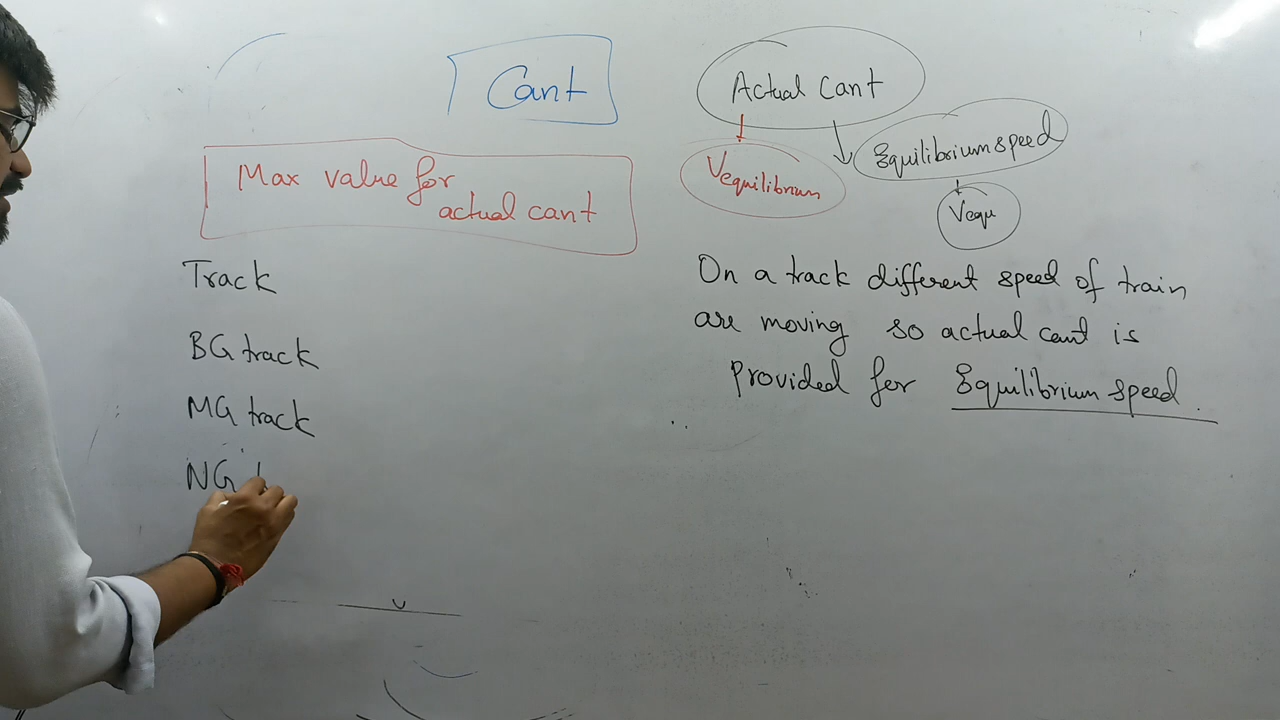 Cant
Max value for
actual cant
Track
BG track
MG track
NG
Actual Cant
Vequilibrium
Equilibrium speed
Vequ
On a track different speed of train
are moving so actual cant is
provided for Equilibrium speed.